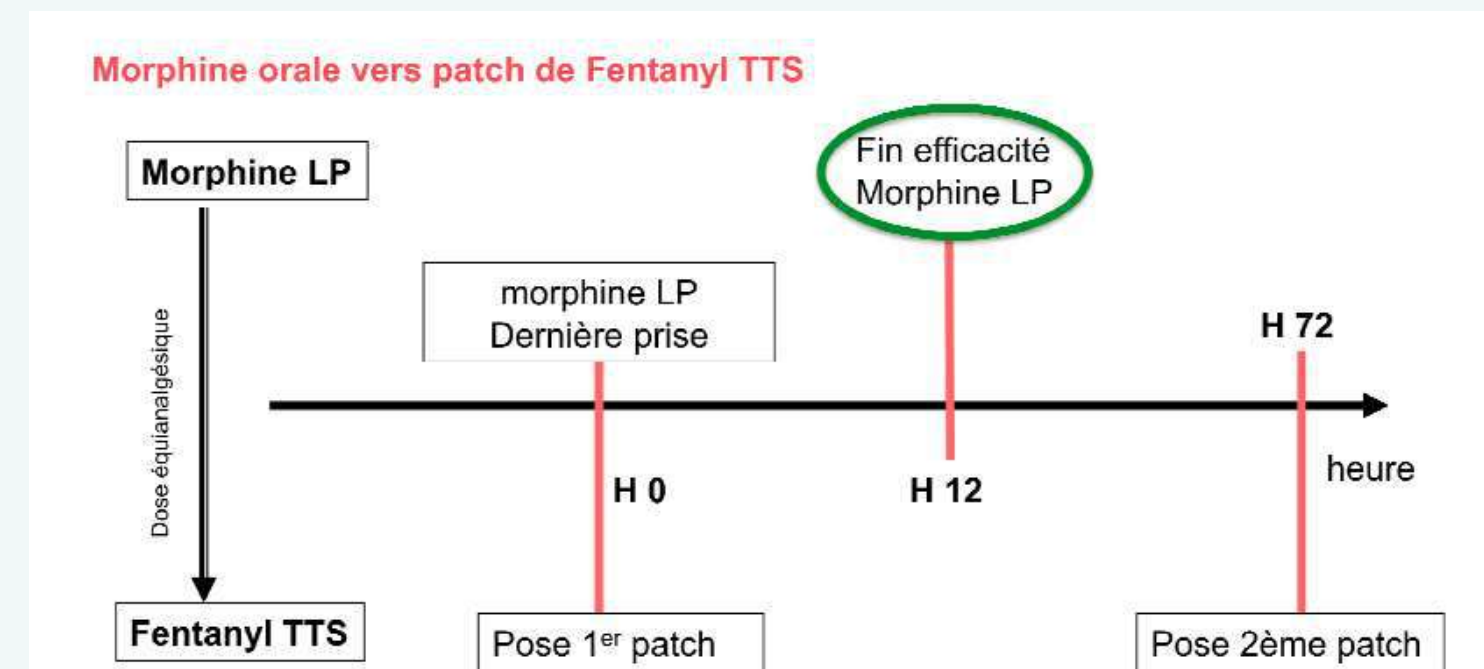 Morphine orale vers patch de Fentanyl TTS
Morphine LP
Fin efficacité
Morphine LP
morphine LP
Dernière prise
H 72
Dose équianalgésique
heure
H 0
H 12
Fentanyl TTS
Pose 1er patch
Pose 2ème patch